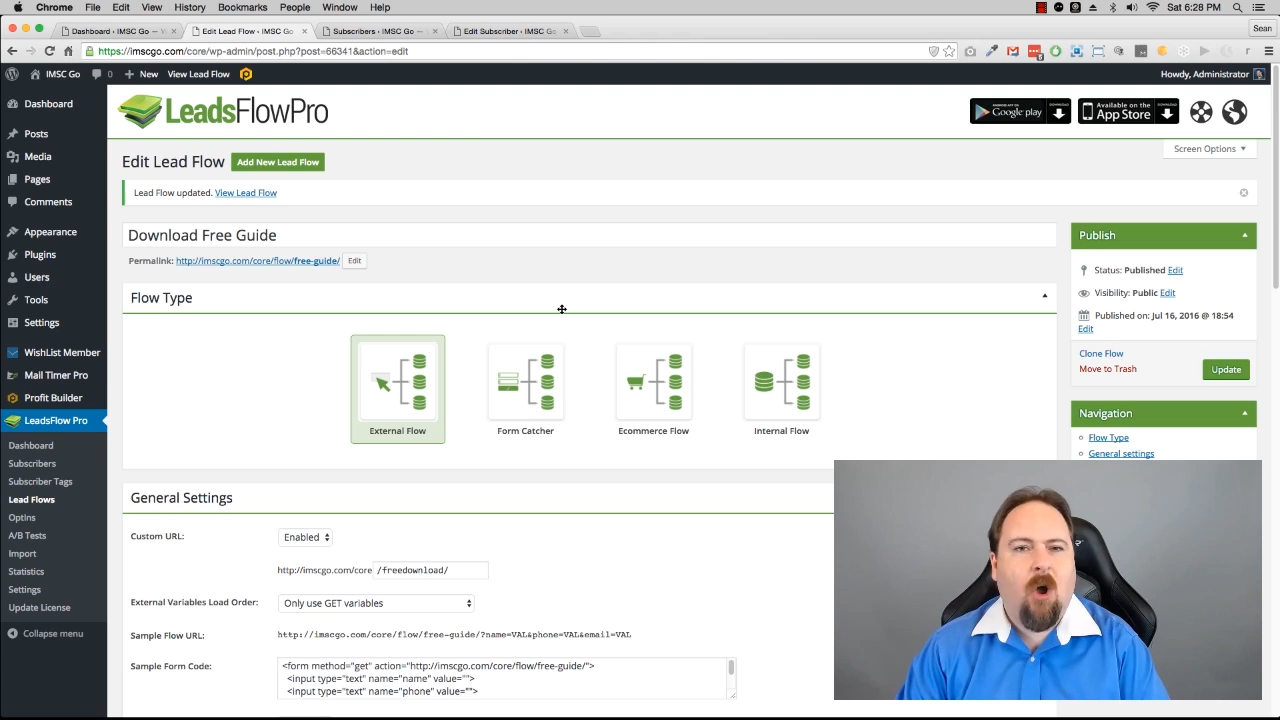 Chrome File Edit View History Bookmarks People Window Help Sat 6:28 PM
Dashboard ‹ IMSC Go — Edit Lead Flow ‹ IMSC Go Subscribers ‹ IMSC Go — Edit Subscriber ‹ IMSC Go Sean
https://imscgo.com/core/wp-admin/post.php?post=66341&action=edit
IMSC Go 0 New View Lead Flow Howdy, Administrator
Dashboard
Posts
Media
Pages
Comments
Appearance
Plugins
Users
Tools
Settings
WishList Member
Mail Timer Pro
Profit Builder
LeadsFlow Pro
Dashboard
Subscribers
Subscriber Tags
Lead Flows
Optins
A/B Tests
Import
Statistics
Settings
Update License
Collapse menu
LeadsFlowPro
ANDROID APP ON
Google play
DOWNLOAD
Available on the
App Store
DOWNLOAD
Screen Options
Edit Lead Flow Add New Lead Flow
Lead Flow updated. View Lead Flow
Download Free Guide
Permalink: http://imscgo.com/core/flow/free-guide/ Edit
Flow Type
External Flow Form Catcher Ecommerce Flow Internal Flow
General Settings
Custom URL: Enabled
http://imscgo.com/core /freedownload/
External Variables Load Order: Only use GET variables
Sample Flow URL: http://imscgo.com/core/flow/free-guide/?name=VAL&phone=VAL&email=VAL
Sample Form Code: <form method="get" action="http://imscgo.com/core/flow/free-guide/">
<input type="text" name="name" value="">
<input type="text" name="phone" value="">
Publish
Status: Published Edit
Visibility: Public Edit
Published on: Jul 16, 2016 @ 18:54
Edit
Clone Flow
Move to Trash
Update
Navigation
Flow Type
General settings